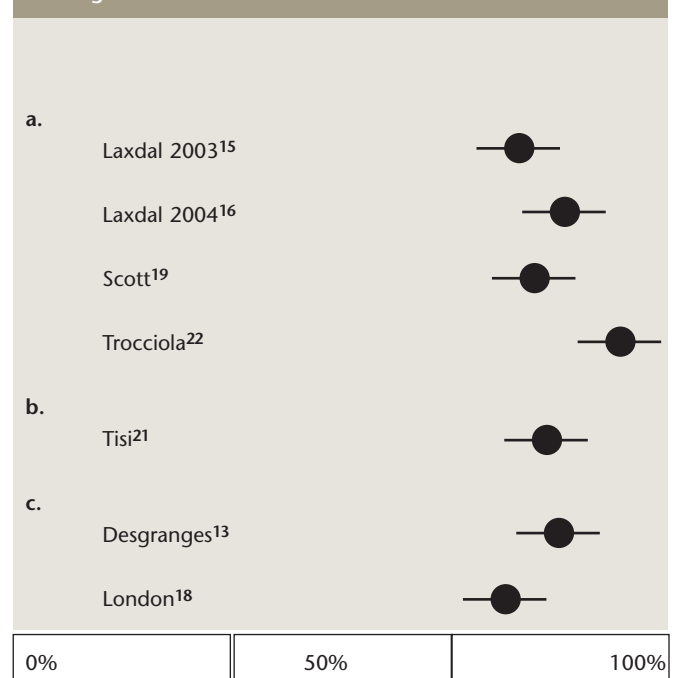 a.
Laxdal 2003¹⁵
Laxdal 2004¹⁶
Scott¹⁹
Trocciola²²
b.
Tisi²¹
c.
Desgranges¹³
London¹⁸
0% 50% 100%